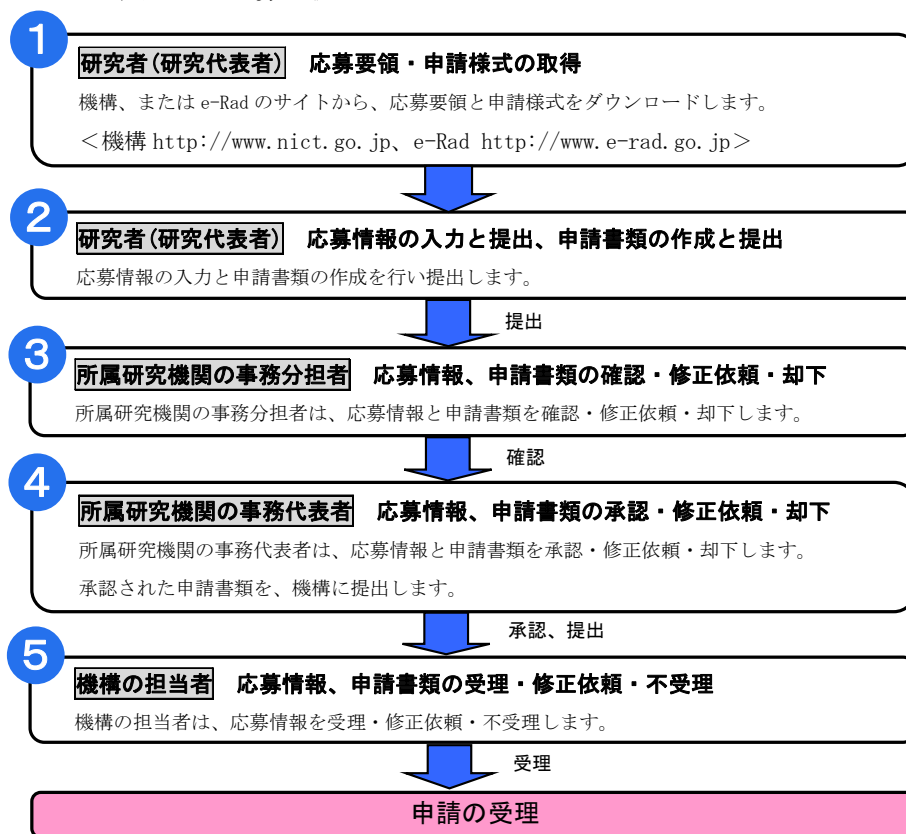 1
研究者(研究代表者) 応募要領・申請様式の取得
機構、または e-Rad のサイトから、応募要領と申請様式をダウンロードします。
＜機構 http://www.nict.go.jp、e-Rad http://www.e-rad.go.jp＞
2
研究者(研究代表者) 応募情報の入力と提出、申請書類の作成と提出
応募情報の入力と申請書類の作成を行い提出します。
提出
3
所属研究機関の事務分担者 応募情報、申請書類の確認・修正依頼・却下
所属研究機関の事務分担者は、応募情報と申請書類を確認・修正依頼・却下します。
確認
4
所属研究機関の事務代表者 応募情報、申請書類の承認・修正依頼・却下
所属研究機関の事務代表者は、応募情報と申請書類を承認・修正依頼・却下します。
承認された申請書類を、機構に提出します。
承認、提出
5
機構の担当者 応募情報、申請書類の受理・修正依頼・不受理
機構の担当者は、応募情報を受理・修正依頼・不受理します。
受理
申請の受理